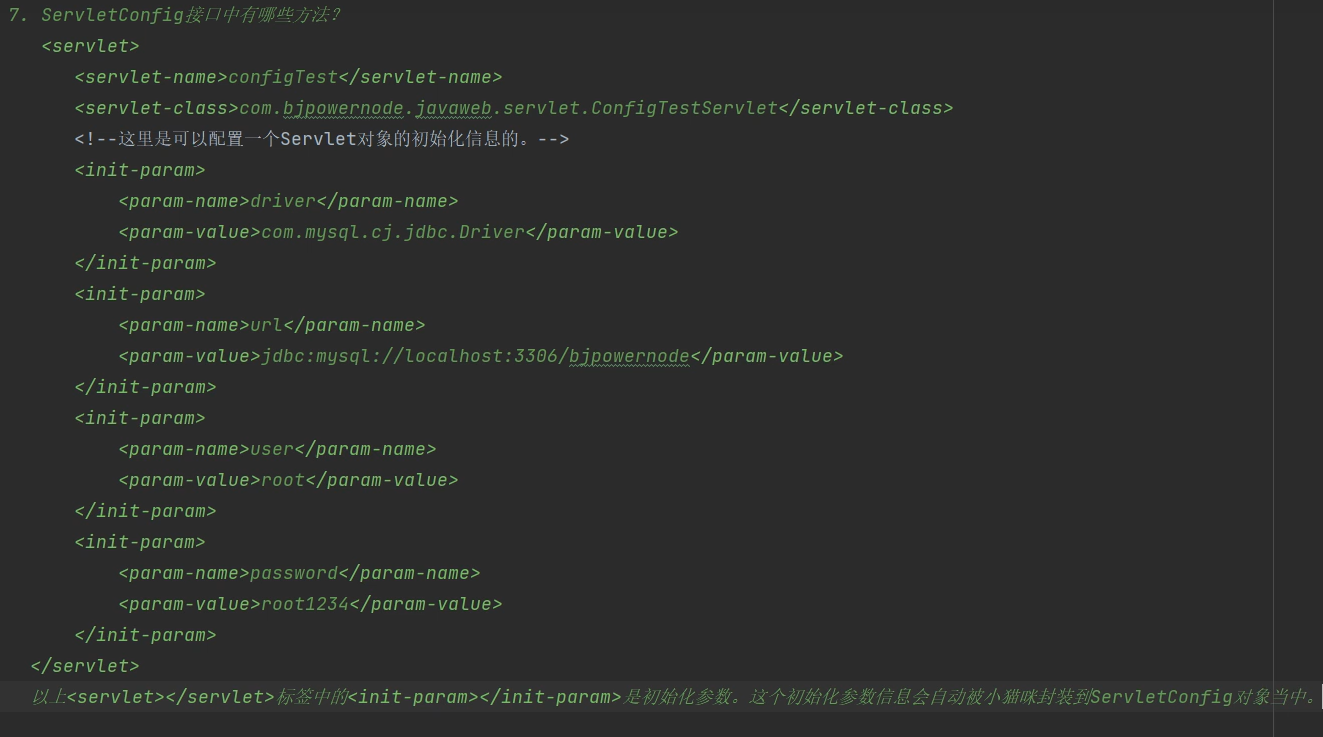 7. ServletConfig接口中有哪些方法？
<servlet>
<servlet-name>configTest</servlet-name>
<servlet-class>com.bjpowernode.javaweb.servlet.ConfigTestServlet</servlet-class>
<!--这里是可以配置一个Servlet对象的初始化信息的。-->
<init-param>
<param-name>driver</param-name>
<param-value>com.mysql.cj.jdbc.Driver</param-value>
</init-param>
<init-param>
<param-name>url</param-name>
<param-value>jdbc:mysql://localhost:3306/bjpowernode</param-value>
</init-param>
<init-param>
<param-name>user</param-name>
<param-value>root</param-value>
</init-param>
<init-param>
<param-name>password</param-name>
<param-value>root1234</param-value>
</init-param>
</servlet>
以上<servlet></servlet>标签中的<init-param></init-param>是初始化参数。这个初始化参数信息会自动被小猫咪封装到ServletConfig对象当中。